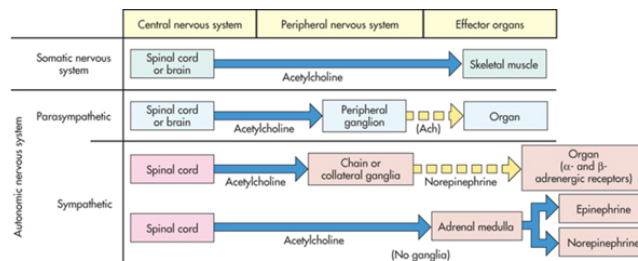 Central nervous system
Peripheral nervous system
Effector organs
Somatic nervous
system
Spinal cord
or brain
Acetylcholine
Skeletal muscle
Autonomic nervous system
Parasympathetic
Spinal cord
or brain
Acetylcholine
Peripheral
ganglion
(Ach)
Organ
Sympathetic
Spinal cord
Acetylcholine
Chain or
collateral ganglia
Norepinephrine
Organ
(α- and β-
adrenergic receptors)
Spinal cord
Acetylcholine
(No ganglia)
Adrenal medulla
Epinephrine
Norepinephrine